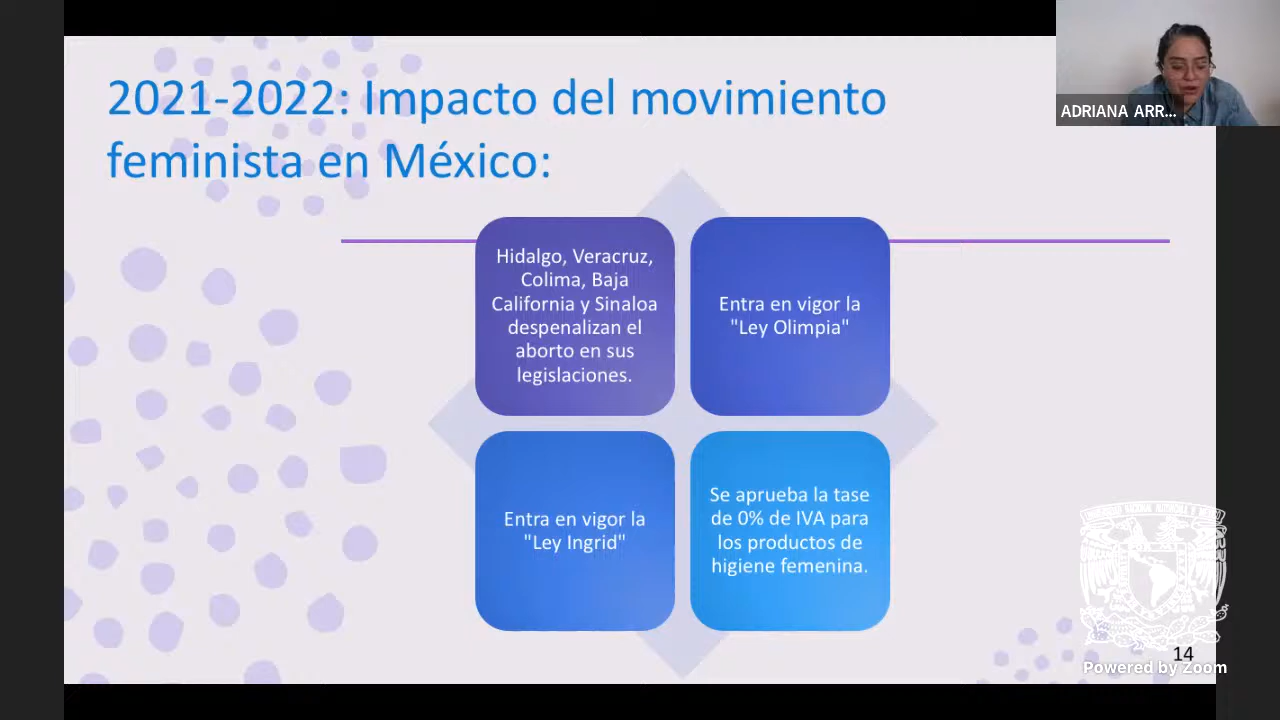 2021-2022: Impacto del movimiento
feminista en México:
ADRIANA ARR...
Hidalgo, Veracruz,
Colima, Baja
California y Sinaloa
despenalizan el
aborto en sus
legislaciones.
Entra en vigor la
"Ley Olimpia"
Entra en vigor la
"Ley Ingrid"
Se aprueba la tase
de 0% de IVA para
los productos de
higiene femenina.
14
Powered by Zoom